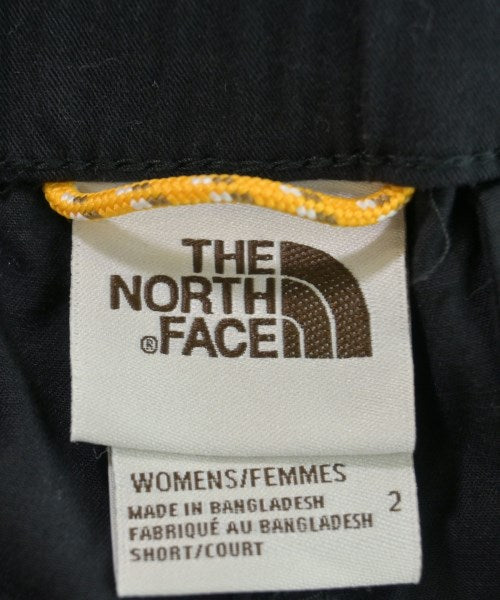 THE
NORTH
®FACE
WOMENS/FEMMES
MADE IN BANGLADESH 2
FABRIQUÉ AU BANGLADESH
SHORT/COURT